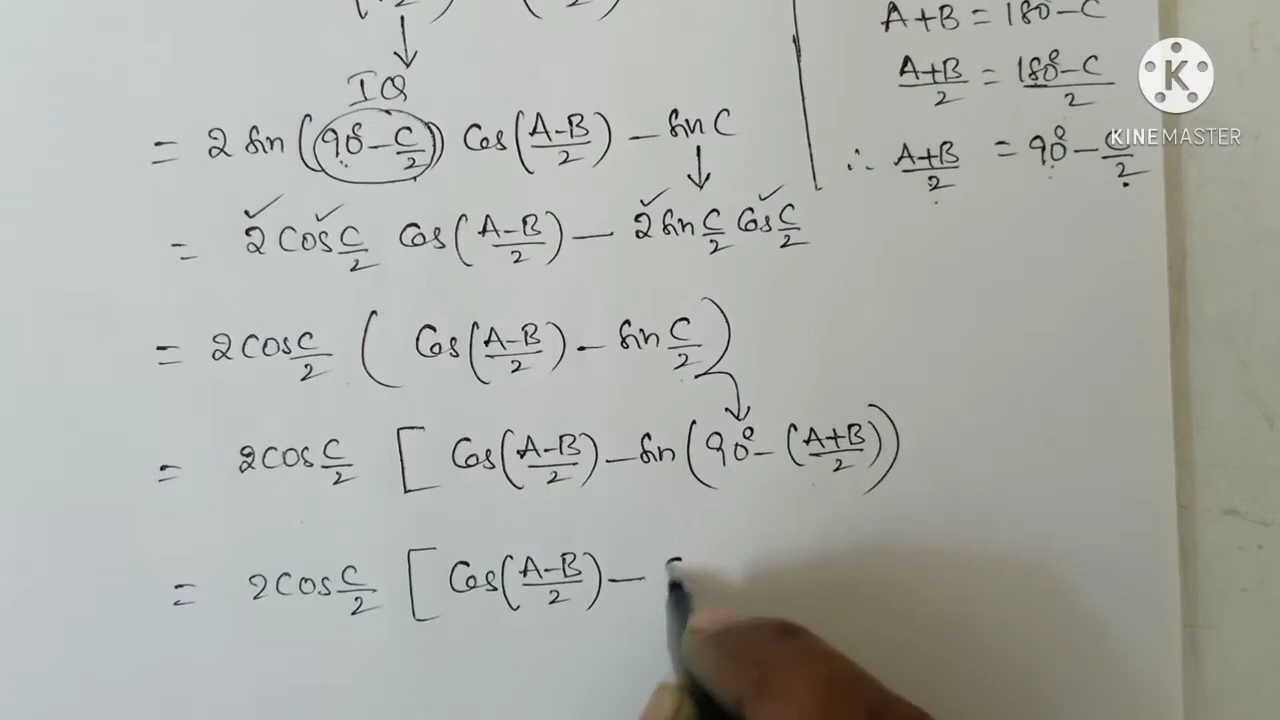 A+B = 180°-C
A+B/2 = 180°-C/2
∴ A+B/2 = 90°-C/2
KINEMASTER
IQ
= 2 Sin(90°-C/2) Cos(A-B/2) - Sin C
= 2 Cos C/2 Cos(A-B/2) - 2 Sin C/2 Cos C/2
= 2 Cos C/2 ( Cos(A-B/2) - Sin C/2 )
= 2 Cos C/2 [ Cos(A-B/2) - Sin(90°-(A+B/2))
= 2 Cos C/2 [ Cos(A-B/2) -